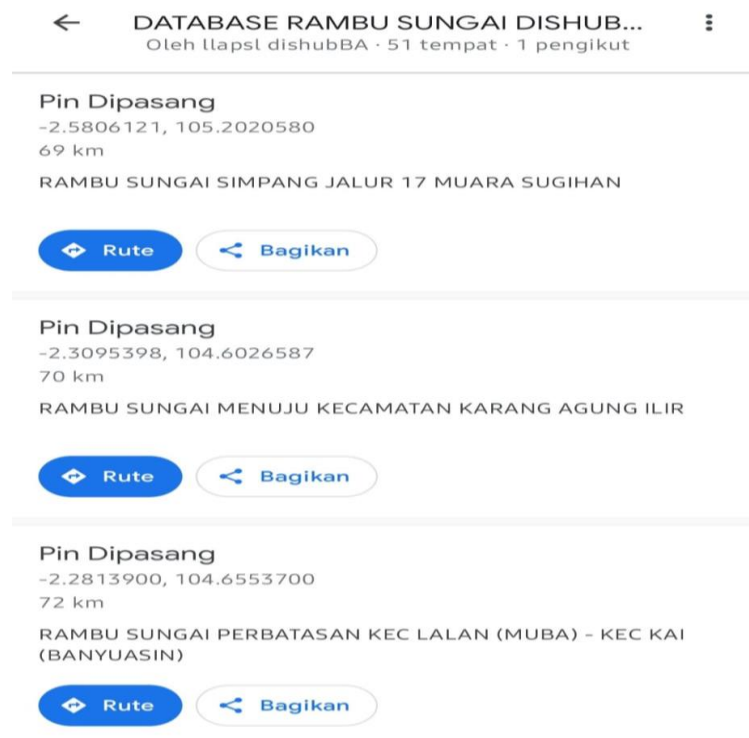 DATABASE RAMBU SUNGAI DISHUB...
Oleh llapsl dishubBA · 51 tempat · 1 pengikut
Pin Dipasang
-2.5806121, 105.2020580
69 km
RAMBU SUNGAI SIMPANG JALUR 17 MUARA SUGIHAN
Rute Bagikan
Pin Dipasang
-2.3095398, 104.6026587
70 km
RAMBU SUNGAI MENUJU KECAMATAN KARANG AGUNG ILIR
Rute Bagikan
Pin Dipasang
-2.2813900, 104.6553700
72 km
RAMBU SUNGAI PERBATASAN KEC LALAN (MUBA) - KEC KAI
(BANYUASIN)
Rute Bagikan